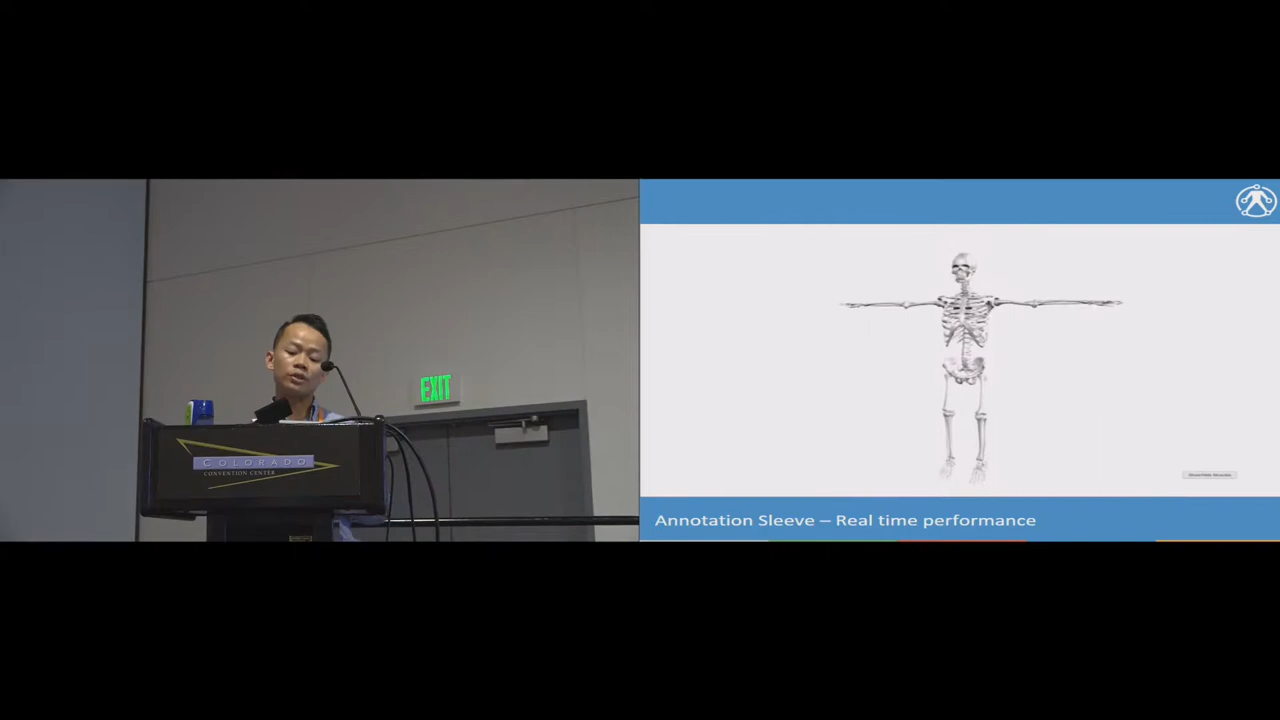 EXIT
COLORADO
CONVENTION CENTER
Annotation Sleeve – Real time performance